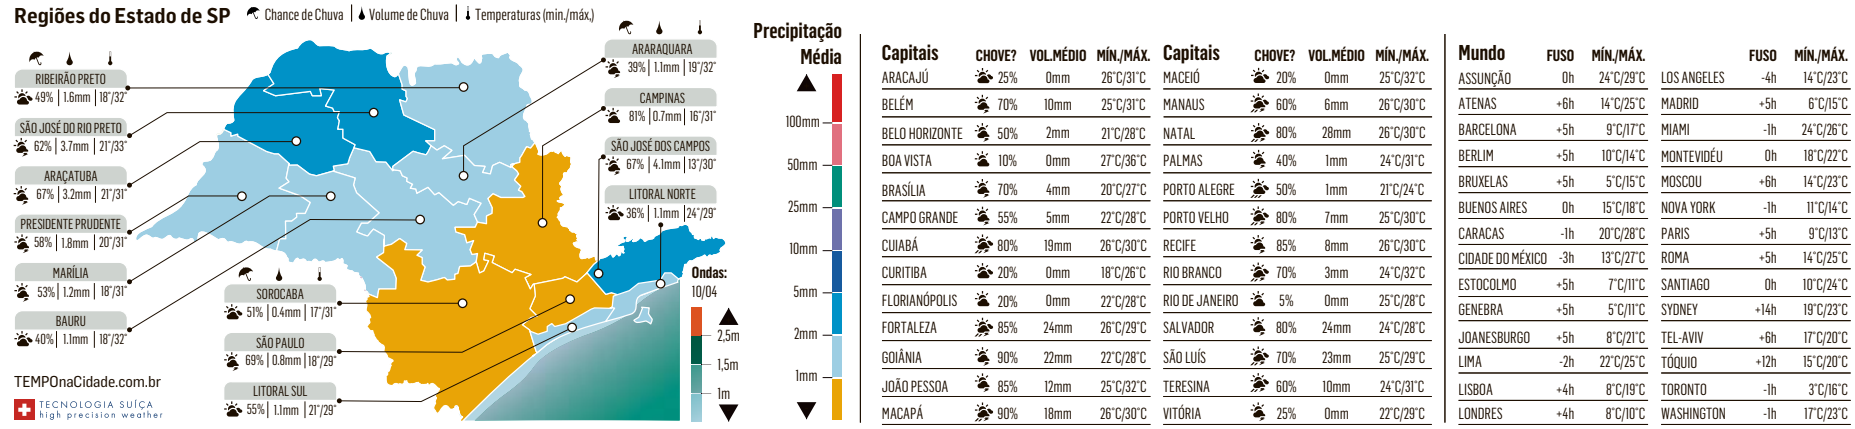 Regiões do Estado de SP
Chance de Chuva | Volume de Chuva | Temperaturas (min./máx.)
RIBEIRÃO PRETO
49% | 1.6mm | 18°/32°
SÃO JOSÉ DO RIO PRETO
62% | 3.7mm | 21°/33°
ARAÇATUBA
67% | 3.2mm | 21°/31°
PRESIDENTE PRUDENTE
58% | 1.8mm | 20°/31°
MARÍLIA
53% | 1.2mm | 18°/31°
BAURU
40% | 1.1mm | 18°/32°
TEMPOnaCidade.com.br
TECNOLOGIA SUÍÇA
high precision weather
SOROCABA
51% | 0.4mm | 17°/31°
SÃO PAULO
69% | 0.8mm | 18°/29°
LITORAL SUL
55% | 1.1mm | 21°/29°
ARARAQUARA
39% | 1.1mm | 19°/32°
CAMPINAS
81% | 0.7mm | 16°/31°
SÃO JOSÉ DOS CAMPOS
67% | 4.1mm | 13°/30°
LITORAL NORTE
36% | 1.1mm | 24°/29°
Ondas:
10/04
2,5m
1,5m
1m
Precipitação
Média
100mm
50mm
25mm
10mm
5mm
2mm
1mm
Capitais CHOVE? VOL.MÉDIO MÍN./MÁX.
ARACAJÚ 25% 0mm 26°C/31°C
BELÉM 70% 10mm 25°C/31°C
BELO HORIZONTE 50% 2mm 21°C/28°C
BOA VISTA 10% 0mm 27°C/36°C
BRASÍLIA 70% 4mm 20°C/27°C
CAMPO GRANDE 55% 5mm 22°C/28°C
CUIABÁ 80% 19mm 26°C/30°C
CURITIBA 20% 0mm 18°C/26°C
FLORIANÓPOLIS 20% 0mm 22°C/28°C
FORTALEZA 85% 24mm 26°C/29°C
GOIÂNIA 90% 22mm 22°C/28°C
JOÃO PESSOA 85% 12mm 25°C/32°C
MACAPÁ 90% 18mm 26°C/30°C
Capitais CHOVE? VOL.MÉDIO MÍN./MÁX.
MACEIÓ 20% 0mm 25°C/32°C
MANAUS 60% 6mm 26°C/30°C
NATAL 80% 28mm 26°C/30°C
PALMAS 40% 1mm 24°C/31°C
PORTO ALEGRE 50% 1mm 21°C/24°C
PORTO VELHO 80% 7mm 25°C/30°C
RECIFE 85% 8mm 26°C/30°C
RIO BRANCO 70% 3mm 24°C/32°C
RIO DE JANEIRO 5% 0mm 25°C/28°C
SALVADOR 80% 24mm 24°C/28°C
SÃO LUÍS 70% 23mm 25°C/29°C
TERESINA 60% 10mm 24°C/31°C
VITÓRIA 25% 0mm 22°C/29°C
Mundo FUSO MÍN./MÁX.
ASSUNÇÃO 0h 24°C/29°C
ATENAS +6h 14°C/25°C
BARCELONA +5h 9°C/17°C
BERLIM +5h 10°C/14°C
BRUXELAS +5h 5°C/15°C
BUENOS AIRES 0h 15°C/18°C
CARACAS -1h 20°C/28°C
CIDADE DO MÉXICO -3h 13°C/27°C
ESTOCOLMO +5h 7°C/11°C
GENEBRA +5h 5°C/11°C
JOANESBURGO +5h 8°C/21°C
LIMA -2h 22°C/25°C
LISBOA +4h 8°C/19°C
LONDRES +4h 8°C/10°C
FUSO MÍN./MÁX.
LOS ANGELES -4h 14°C/23°C
MADRID +5h 6°C/15°C
MIAMI -1h 24°C/26°C
MONTEVIDÉU 0h 18°C/22°C
MOSCOU +6h 14°C/23°C
NOVA YORK -1h 11°C/14°C
PARIS +5h 9°C/13°C
ROMA +5h 14°C/25°C
SANTIAGO 0h 10°C/24°C
SYDNEY +14h 19°C/23°C
TEL-AVIV +6h 17°C/20°C
TÓQUIO +12h 15°C/20°C
TORONTO -1h 3°C/16°C
WASHINGTON -1h 17°C/23°C